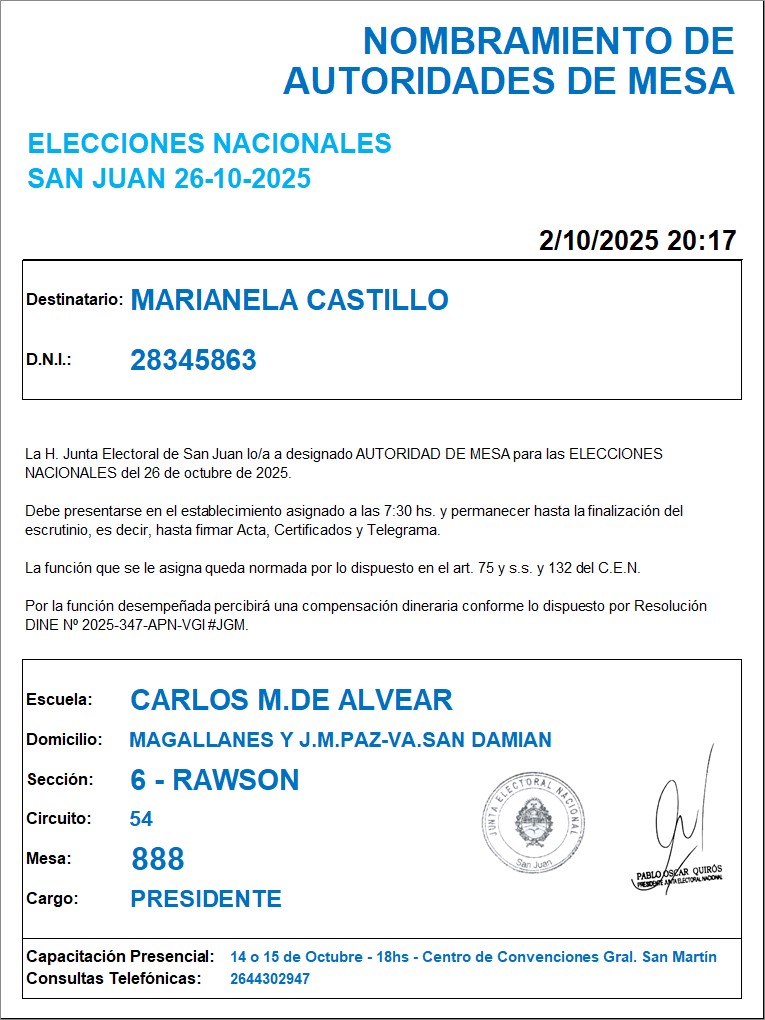 NOMBRAMIENTO DE
AUTORIDADES DE MESA
ELECCIONES NACIONALES
SAN JUAN 26-10-2025
2/10/2025 20:17
Destinatario: MARIANELA CASTILLO
D.N.I.: 28345863
La H. Junta Electoral de San Juan lo/a a designado AUTORIDAD DE MESA para las ELECCIONES
NACIONALES del 26 de octubre de 2025.
Debe presentarse en el establecimiento asignado a las 7:30 hs. y permanecer hasta la finalización del
escrutinio, es decir, hasta firmar Acta, Certificados y Telegrama.
La función que se le asigna queda normada por lo dispuesto en el art. 75 y s.s. y 132 del C.E.N.
Por la función desempeñada percibirá una compensación dineraria conforme lo dispuesto por Resolución
DINE Nº 2025-347-APN-VGI#JGM.
Escuela: CARLOS M.DE ALVEAR
Domicilio: MAGALLANES Y J.M.PAZ-VA.SAN DAMIAN
Sección: 6 - RAWSON
Circuito: 54
Mesa: 888
Cargo: PRESIDENTE
JUNTA ELECTORAL NACIONAL
San Juan
PABLO OSCAR QUIRÓS
PRESIDENTE JUNTA ELECTORAL NACIONAL
Capacitación Presencial: 14 o 15 de Octubre - 18hs - Centro de Convenciones Gral. San Martín
Consultas Telefónicas: 2644302947